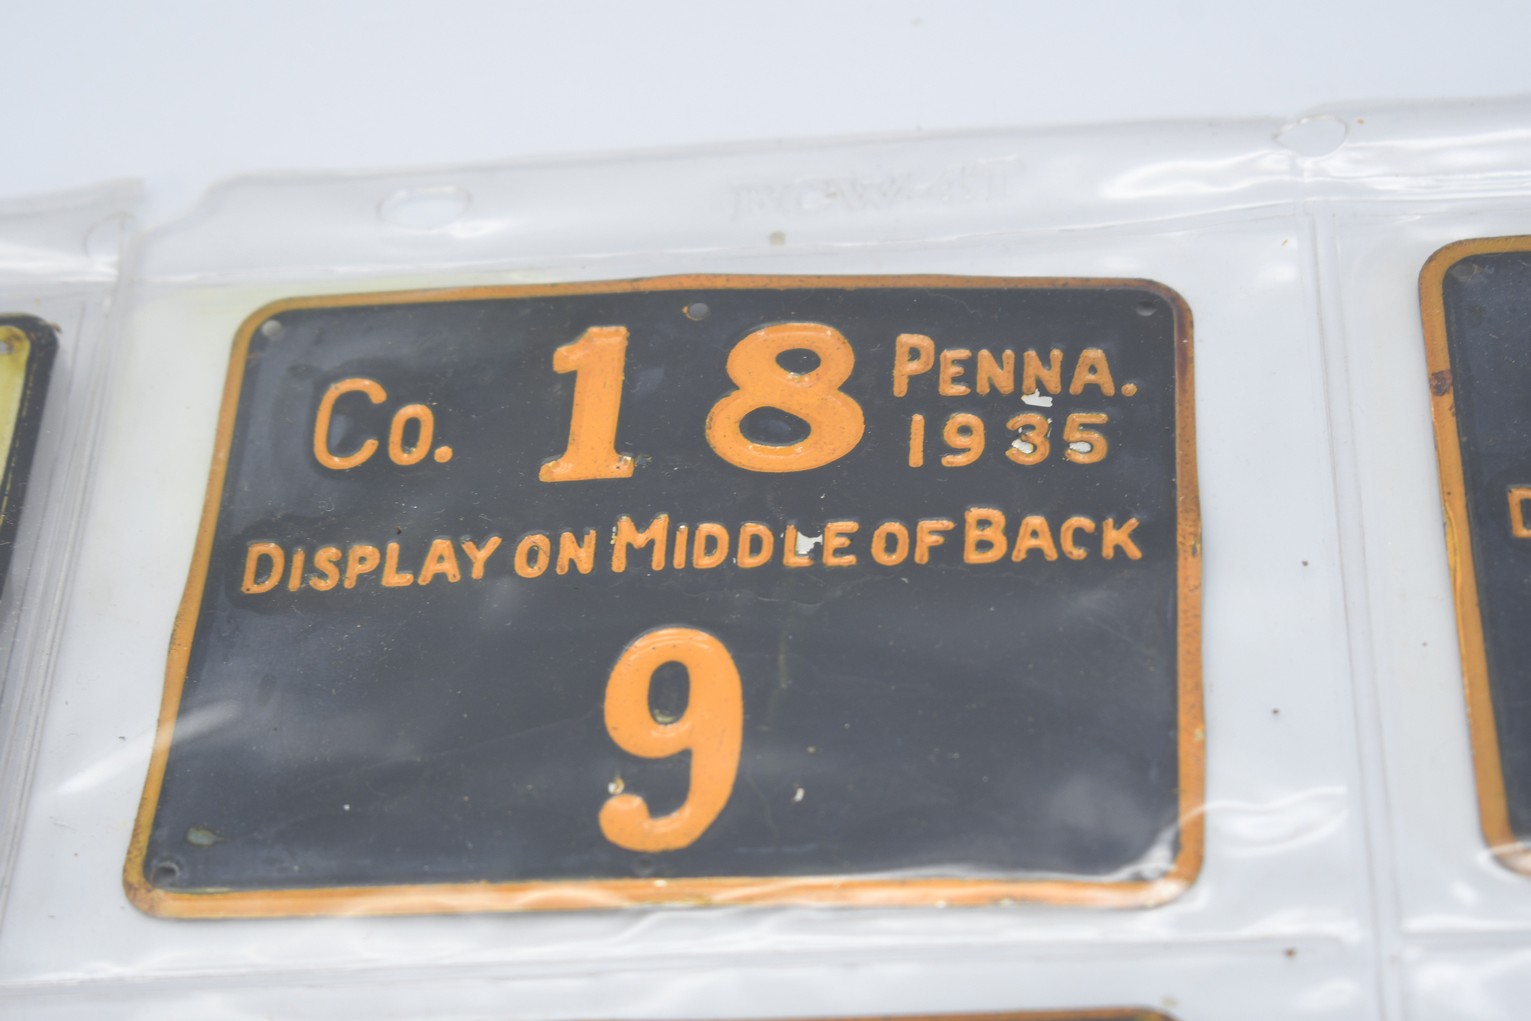 Co. 18 PENNA.
1935
DISPLAY ON MIDDLE OF BACK
9